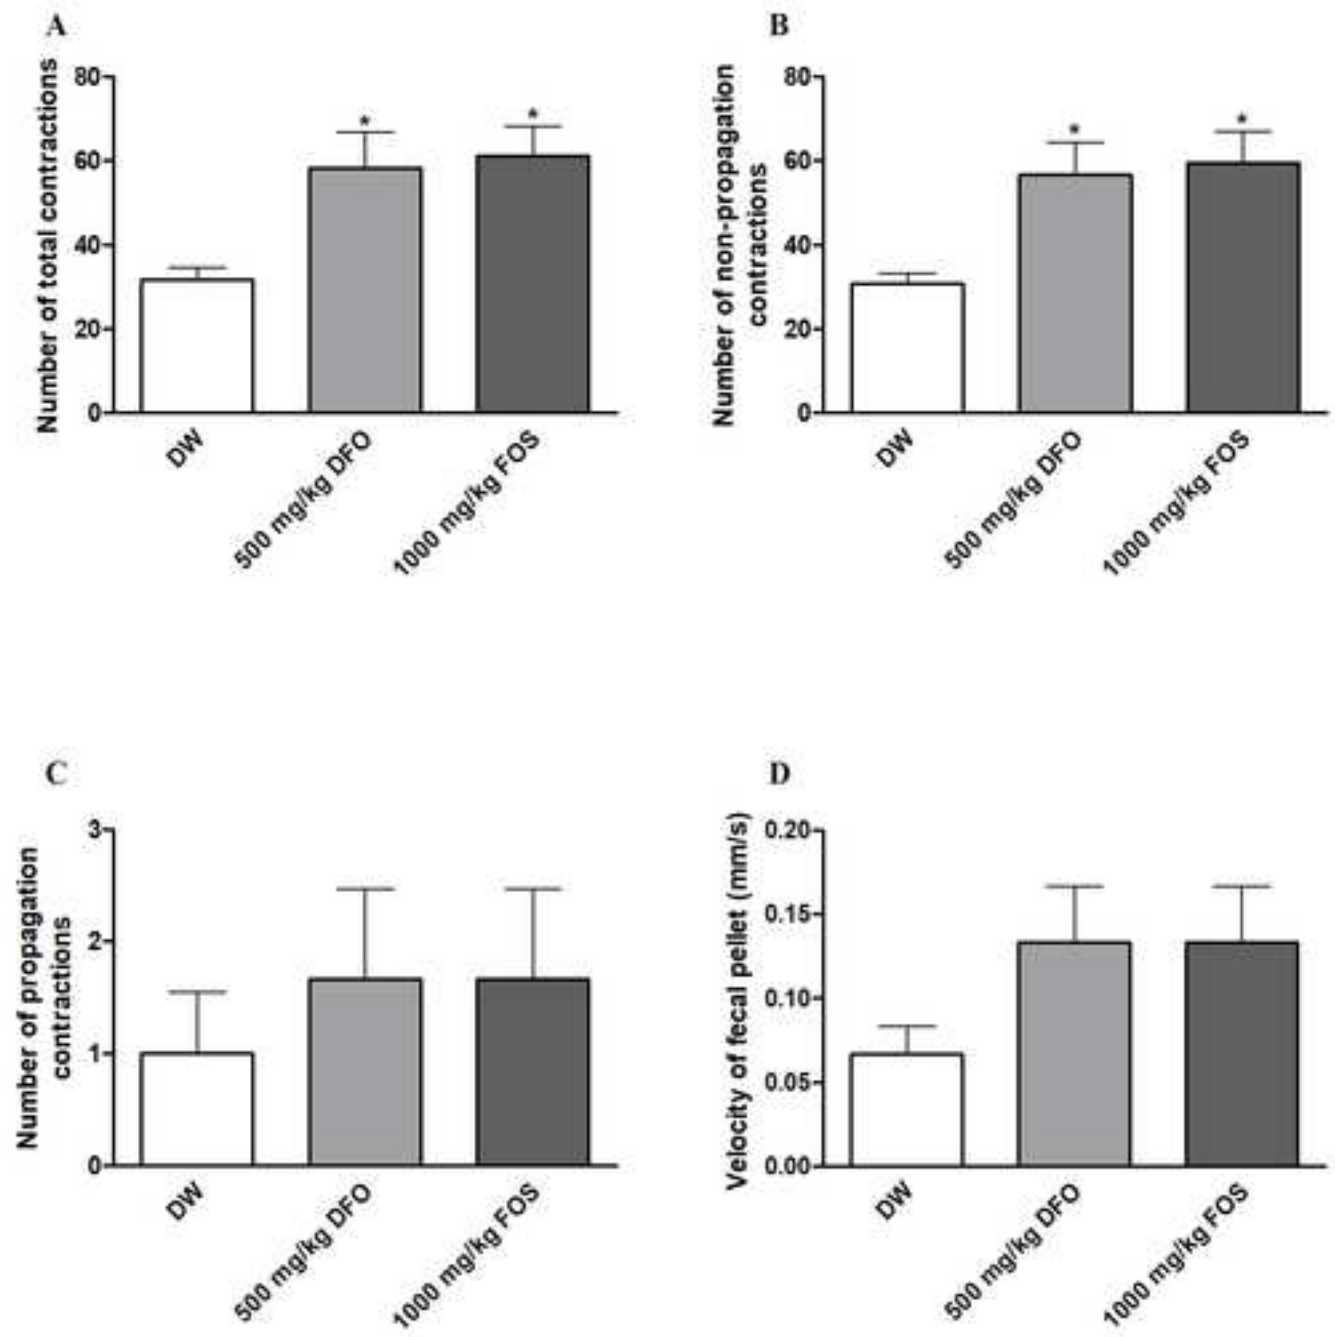 A
Number of total contractions
80
60
40
20
0
*
*
DW
500 mg/kg DFO
1000 mg/kg FOS
B
Number of non-propagation
contractions
80
60
40
20
0
*
*
DW
500 mg/kg DFO
1000 mg/kg FOS
C
Number of propagation
contractions
3
2
1
0
DW
500 mg/kg DFO
1000 mg/kg FOS
D
Velocity of fecal pellet (mm/s)
0.20
0.15
0.10
0.05
0.00
DW
500 mg/kg DFO
1000 mg/kg FOS